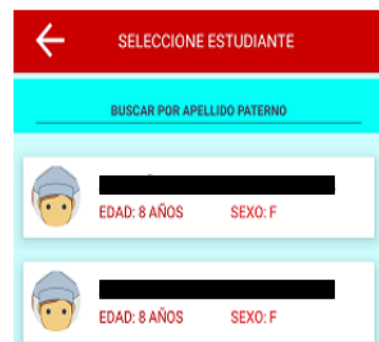 SELECCIONE ESTUDIANTE
BUSCAR POR APELLIDO PATERNO
EDAD: 8 AÑOS SEXO: F
EDAD: 8 AÑOS SEXO: F